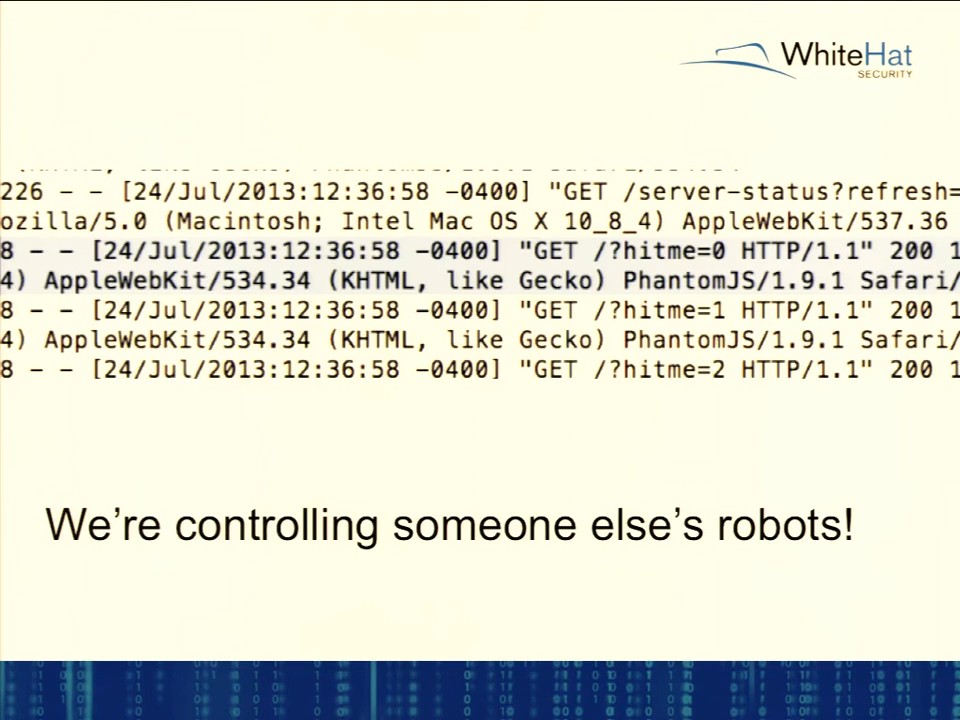 WhiteHat
SECURITY
226 - - [24/Jul/2013:12:36:58 -0400] "GET /server-status?refresh=
ozilla/5.0 (Macintosh; Intel Mac OS X 10_8_4) AppleWebKit/537.36
8 - - [24/Jul/2013:12:36:58 -0400] "GET /?hitme=0 HTTP/1.1" 200 1
4) AppleWebKit/534.34 (KHTML, like Gecko) PhantomJS/1.9.1 Safari/
8 - - [24/Jul/2013:12:36:58 -0400] "GET /?hitme=1 HTTP/1.1" 200 1
4) AppleWebKit/534.34 (KHTML, like Gecko) PhantomJS/1.9.1 Safari/
8 - - [24/Jul/2013:12:36:58 -0400] "GET /?hitme=2 HTTP/1.1" 200 1
We're controlling someone else's robots!